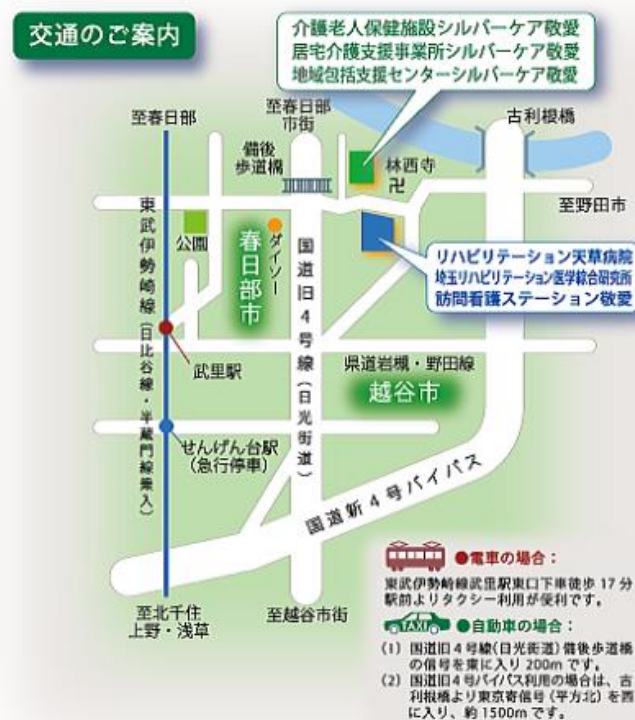 交通のご案内
介護老人保健施設シルバーケア敬愛
居宅介護支援事業所シルバーケア敬愛
地域包括支援センターシルバーケア敬愛
至春日部
至春日部
市街
古利根橋
備後
歩道橋
林西寺
卍
至野田市
東武伊勢崎線(日比谷線・半蔵門線乗入)
公園
春日部市
ダイソー
国道旧4号線(日光街道)
リハビリテーション天草病院
埼玉リハビリテーション医学綜合研究所
訪問看護ステーション敬愛
武里駅
県道岩槻・野田線
越谷市
せんげん台駅
(急行停車)
国道新4号バイパス
至北千住
上野・浅草
至越谷市街
●電車の場合:
東武伊勢崎線武里駅東口下車徒歩17分
駅前よりタクシー利用が便利です。
TAXI
●自動車の場合:
(1) 国道旧4号線(日光街道)備後歩道橋
の信号を東に入り200mです。
(2) 国道旧4号バイパス利用の場合は、古
利根橋より東京寄信号(平方北)を西
に入り、約1500mです。